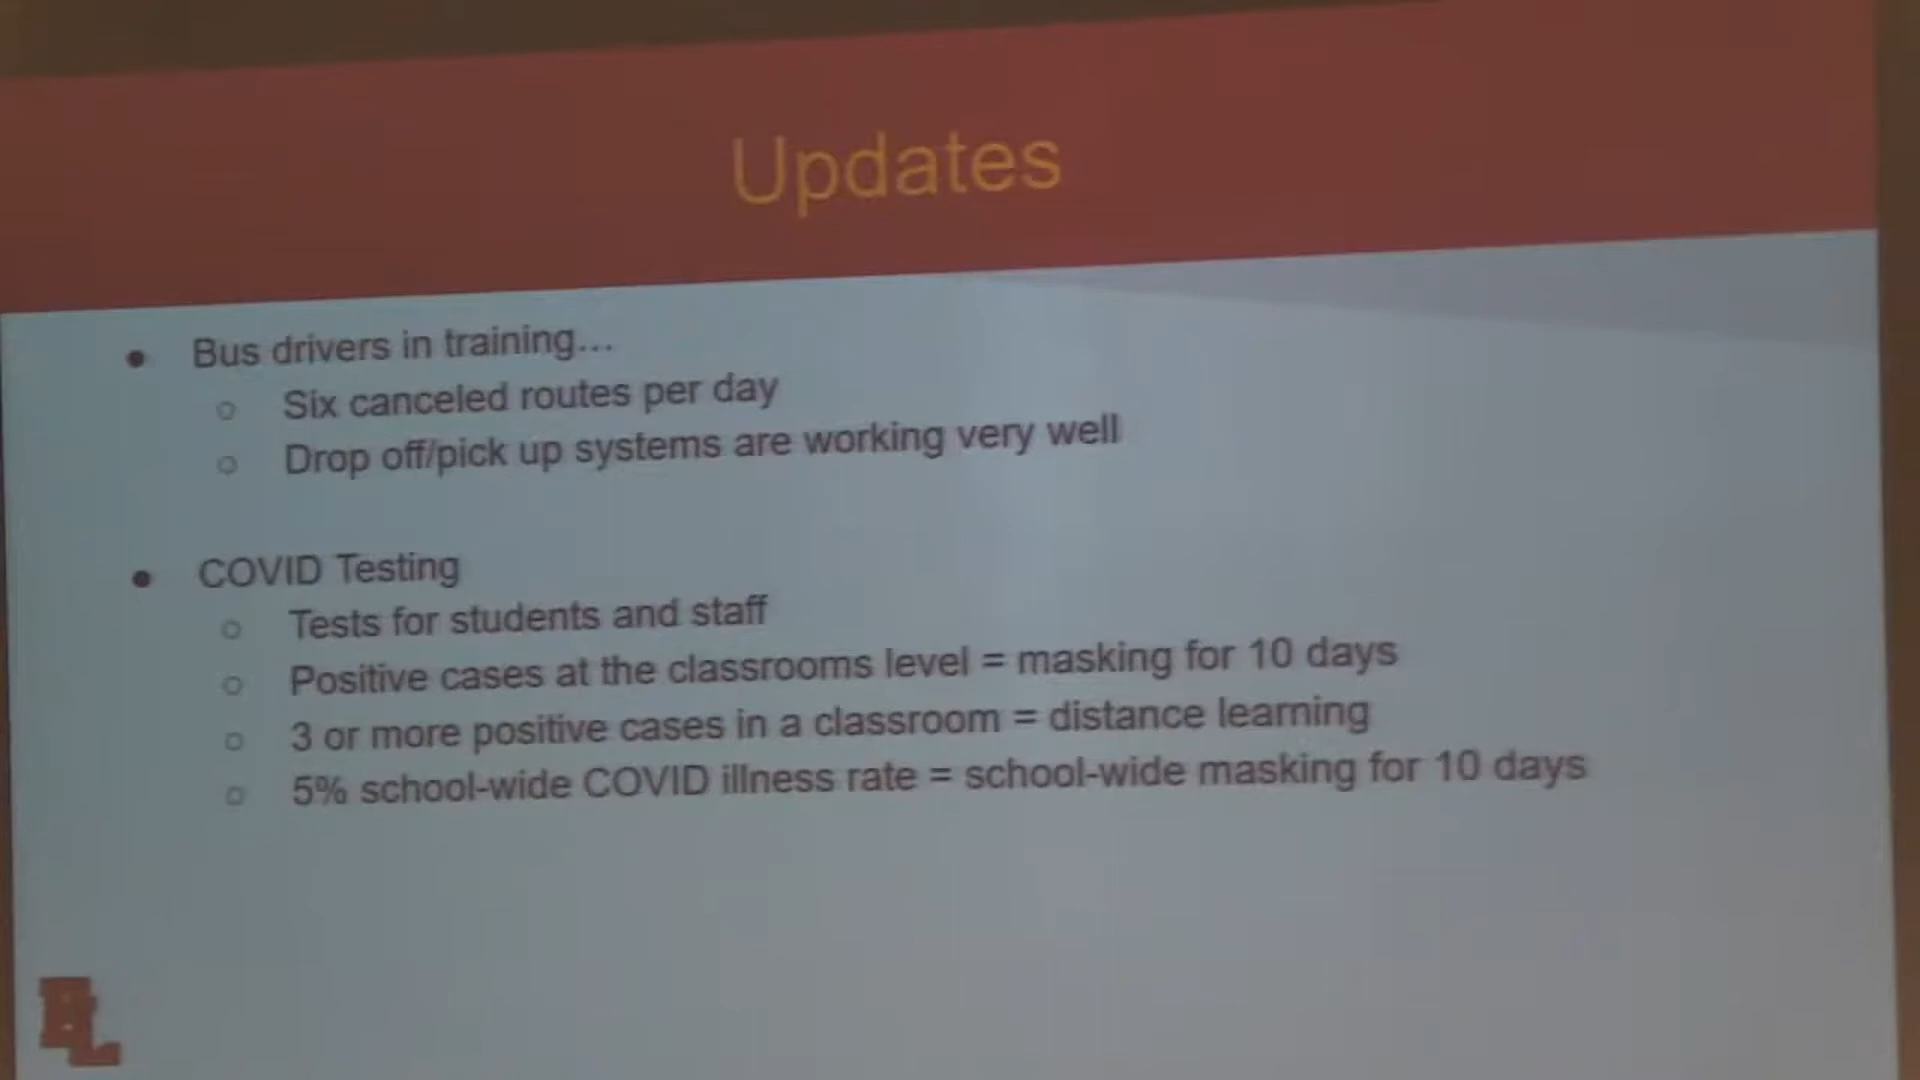 Updates
● Bus drivers in training...
○ Six canceled routes per day
○ Drop off/pick up systems are working very well
● COVID Testing
○ Tests for students and staff
○ Positive cases at the classrooms level = masking for 10 days
○ 3 or more positive cases in a classroom = distance learning
○ 5% school-wide COVID illness rate = school-wide masking for 10 days